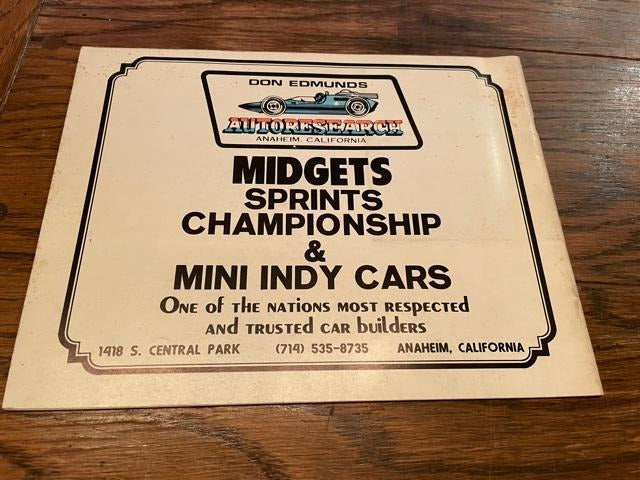 DON EDMUNDS
AUTORESEARCH
ANAHEIM, CALIFORNIA
MIDGETS
SPRINTS
CHAMPIONSHIP
&
MINI INDY CARS
ONE OF THE NATIONS MOST RESPECTED
AND TRUSTED CAR BUILDERS
1418 S. CENTRAL PARK (714) 535-8735 ANAHEIM, CALIFORNIA